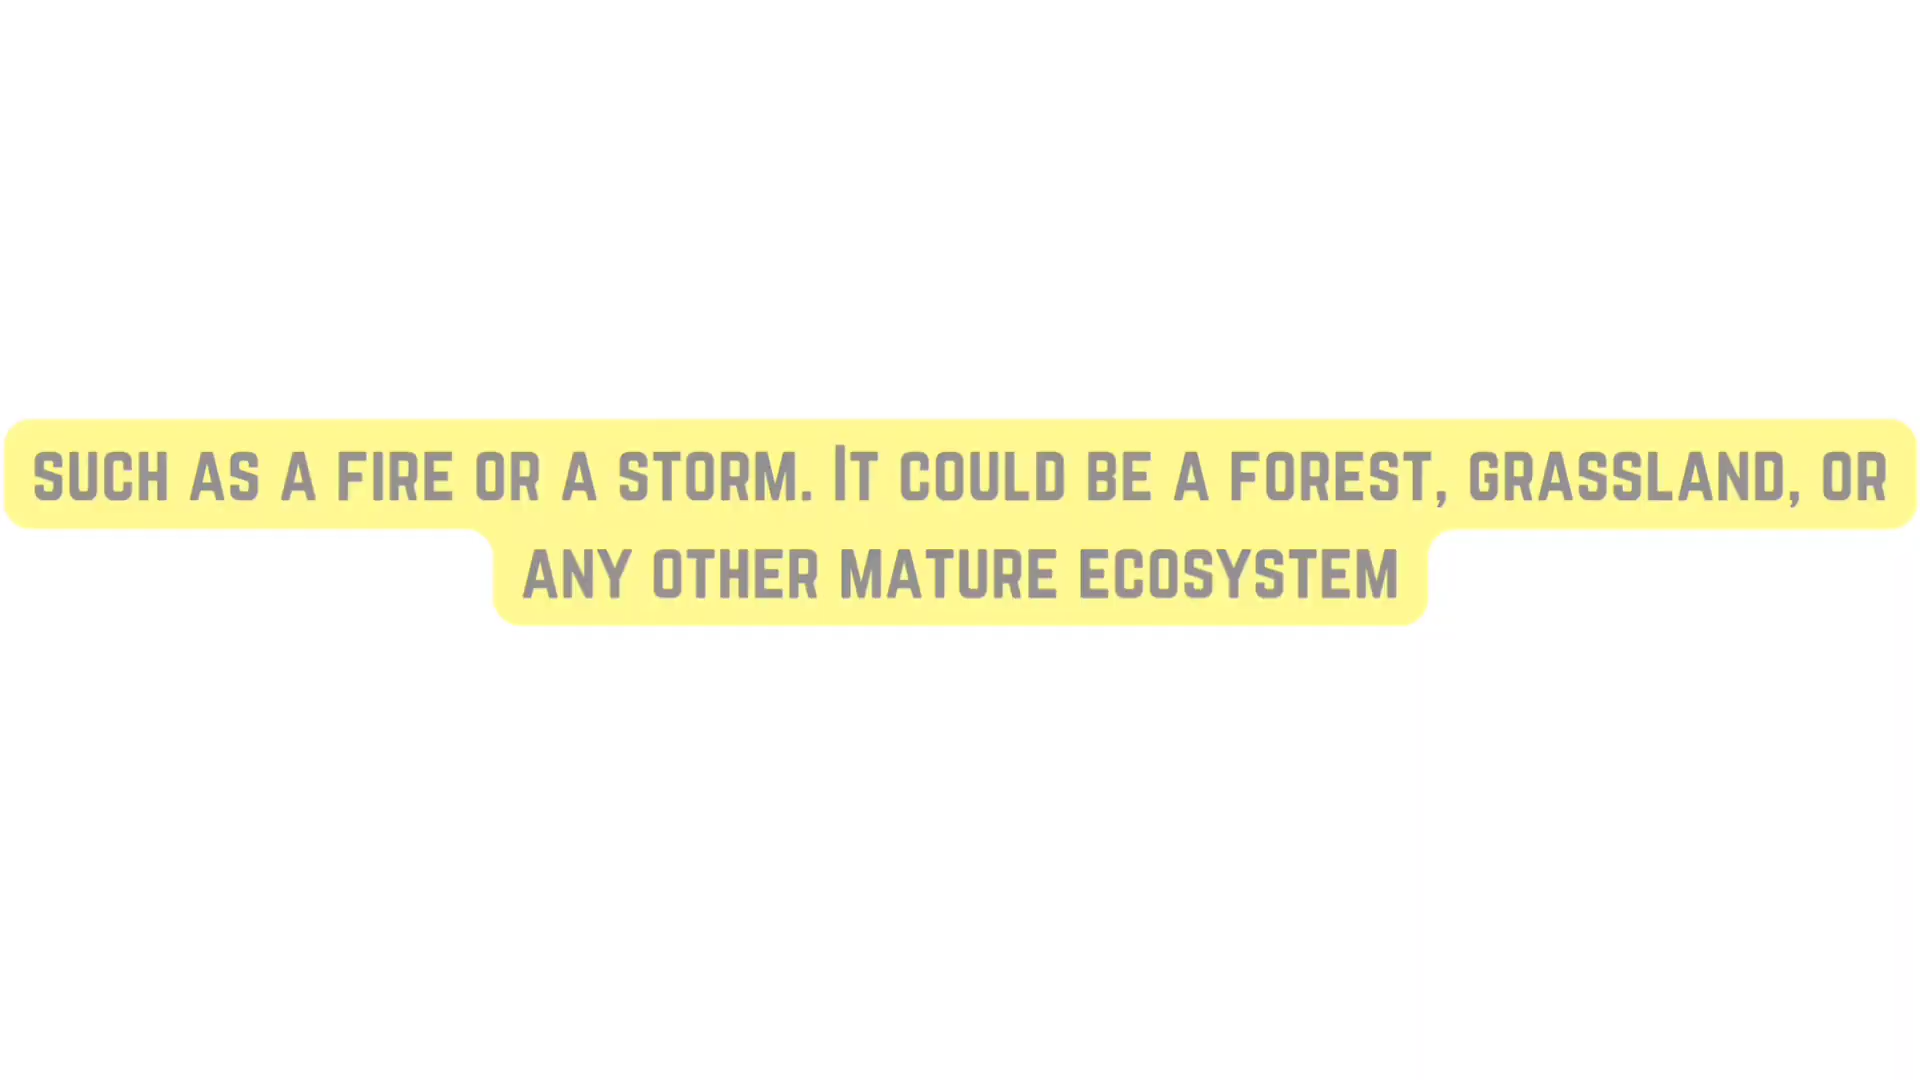 such as a fire or a storm. It could be a forest, grassland, or
any other mature ecosystem